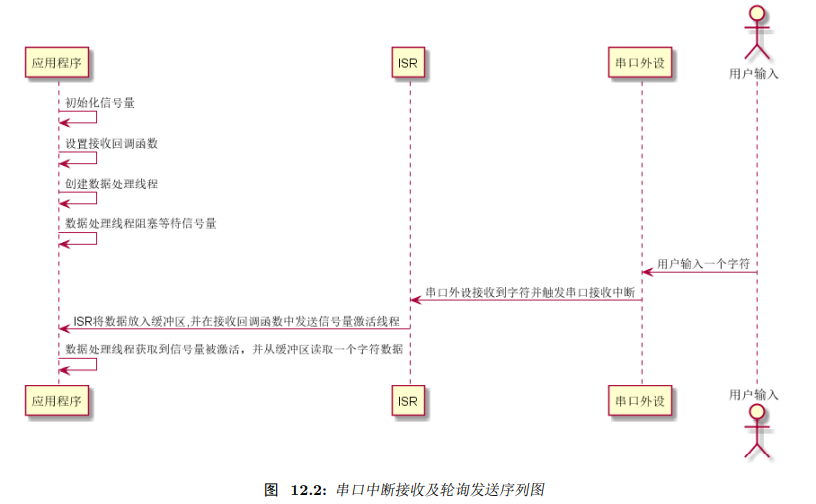 应用程序
ISR
串口外设
用户输入
初始化信号量
设置接收回调函数
创建数据处理线程
数据处理线程阻塞等待信号量
用户输入一个字符
串口外设接收到字符并触发串口接收中断
ISR将数据放入缓冲区,并在接收回调函数中发送信号量激活线程
数据处理线程获取到信号量被激活，并从缓冲区读取一个字符数据
应用程序
ISR
串口外设
用户输入
图 12.2: 串口中断接收及轮询发送序列图